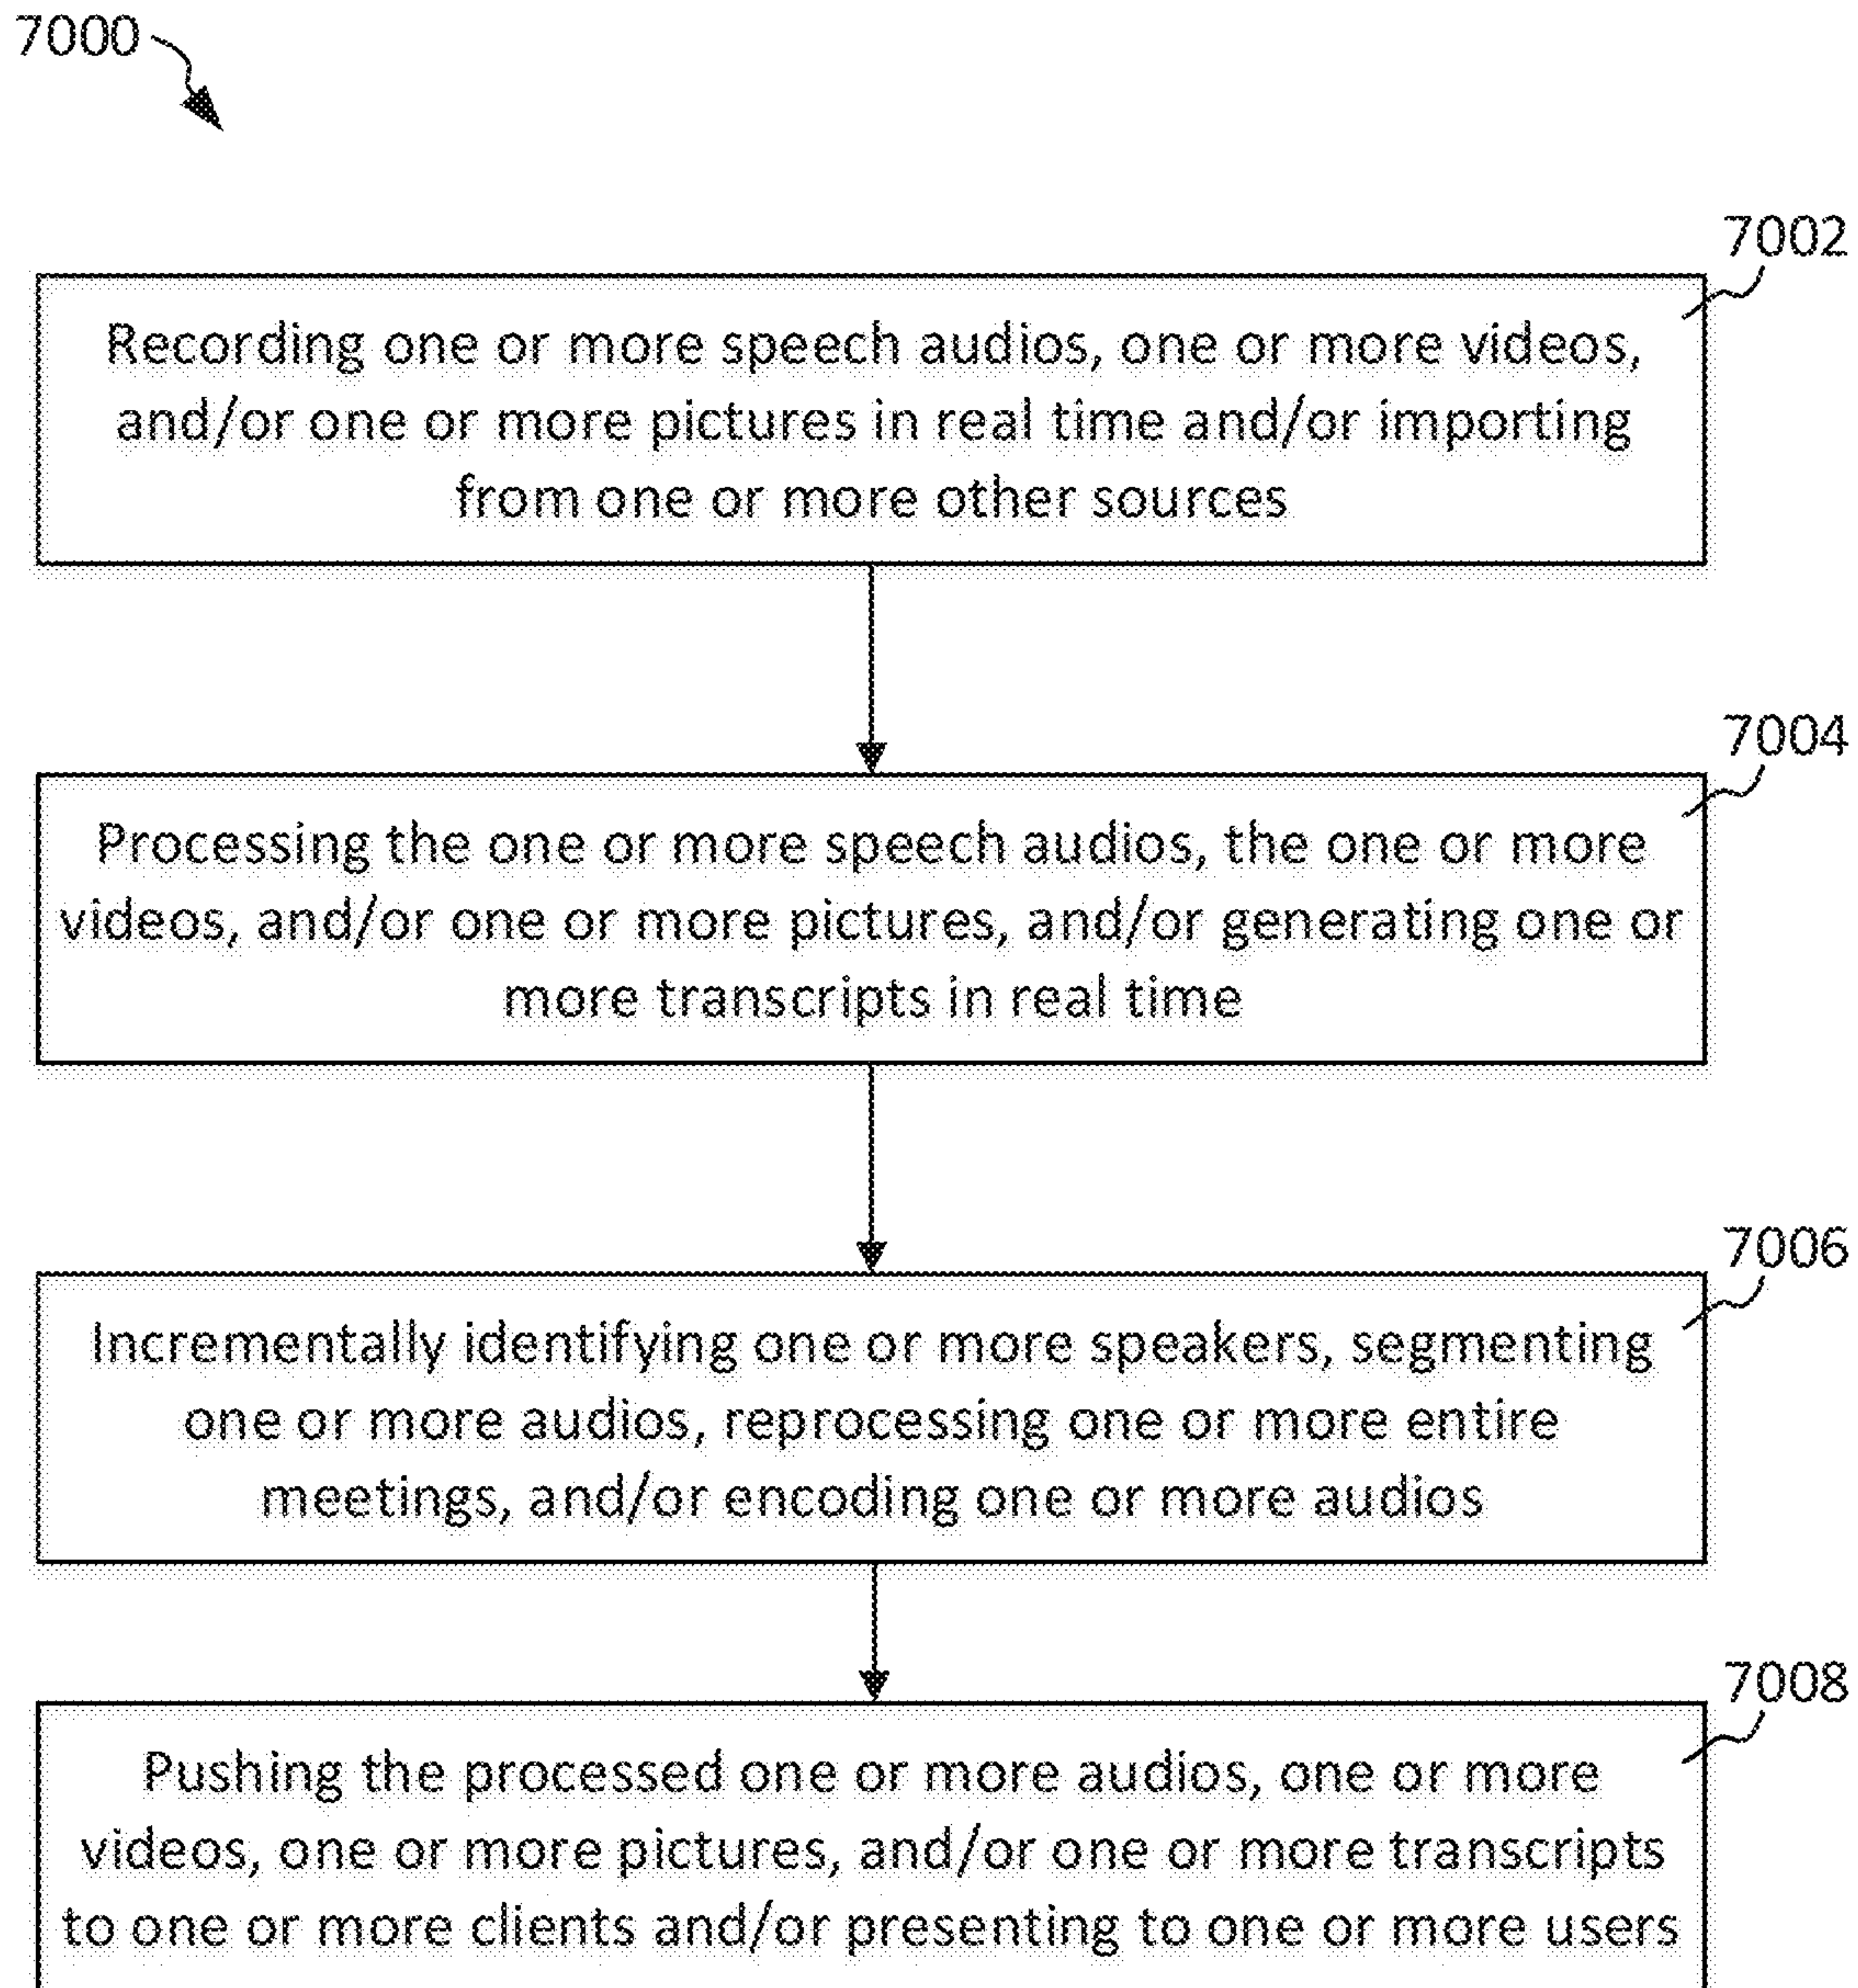 7000
7002
Recording one or more speech audios, one or more videos,
and/or one or more pictures in real time and/or importing
from one or more other sources
7004
Processing the one or more speech audios, the one or more
videos, and/or one or more pictures, and/or generating one or
more transcripts in real time
7006
Incrementally identifying one or more speakers, segmenting
one or more audios, reprocessing one or more entire
meetings, and/or encoding one or more audios
7008
Pushing the processed one or more audios, one or more
videos, one or more pictures, and/or one or more transcripts
to one or more clients and/or presenting to one or more users